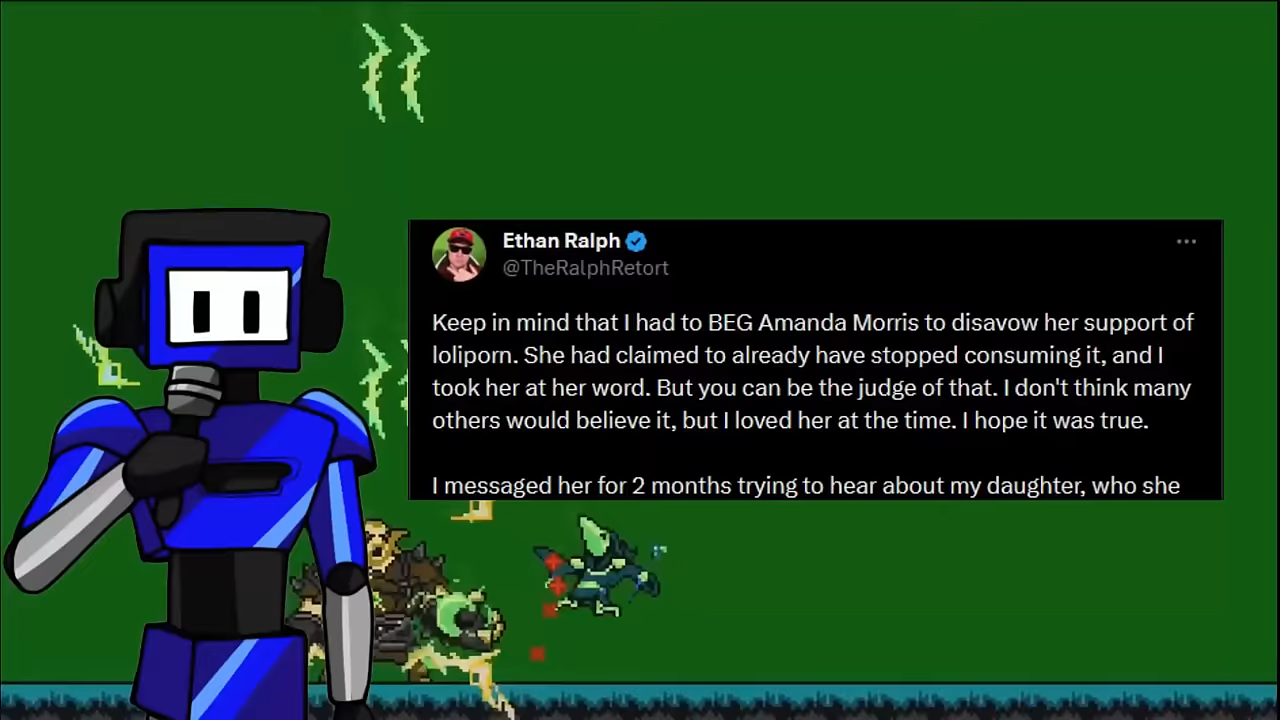 Ethan Ralph
@TheRalphRetort
Keep in mind that I had to BEG Amanda Morris to disavow her support of
loliporn. She had claimed to already have stopped consuming it, and I
took her at her word. But you can be the judge of that. I don't think many
others would believe it, but I loved her at the time. I hope it was true.
I messaged her for 2 months trying to hear about my daughter, who she